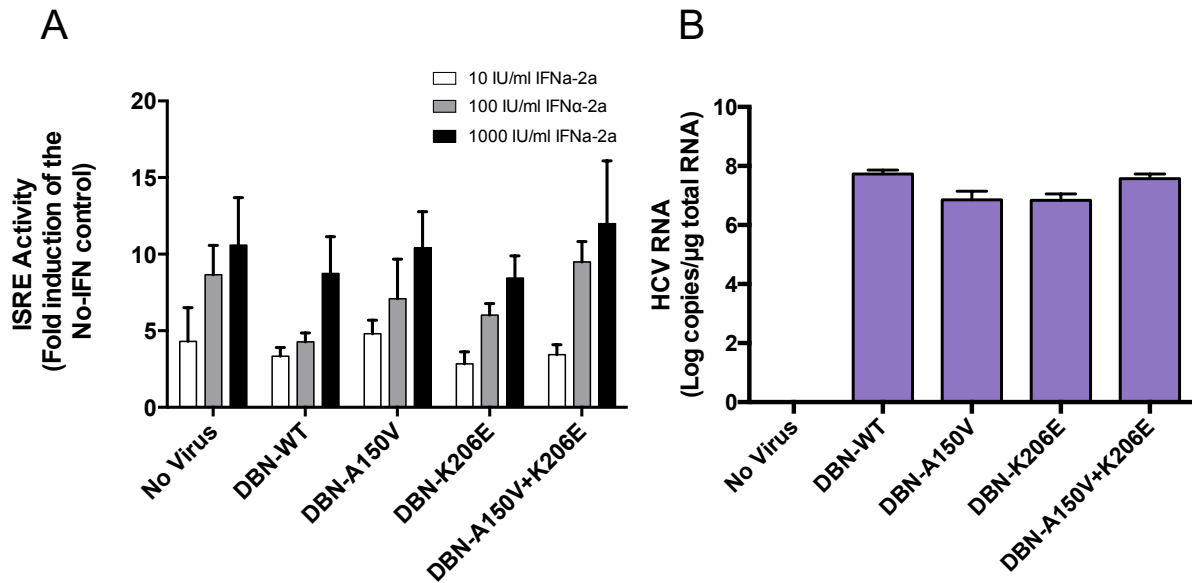 A
B
10 IU/ml IFNa-2a
100 IU/ml IFNα-2a
1000 IU/ml IFNa-2a
ISRE Activity
(Fold induction of the
No-IFN control)
20
15
10
5
0
No Virus
DBN-WT
DBN-A150V
DBN-K206E
DBN-A150V+K206E
HCV RNA
(Log copies/µg total RNA)
10
8
6
4
2
0
No Virus
DBN-WT
DBN-A150V
DBN-K206E
DBN-A150V+K206E